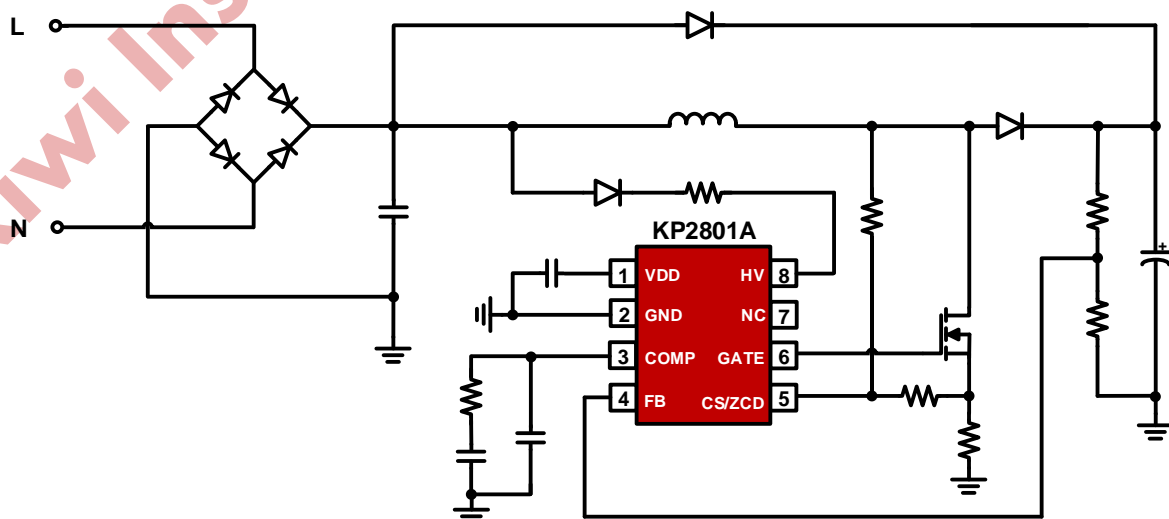 L
N
KP2801A
1 VDD HV 8
2 GND NC 7
3 COMP GATE 6
4 FB CS/ZCD 5
+